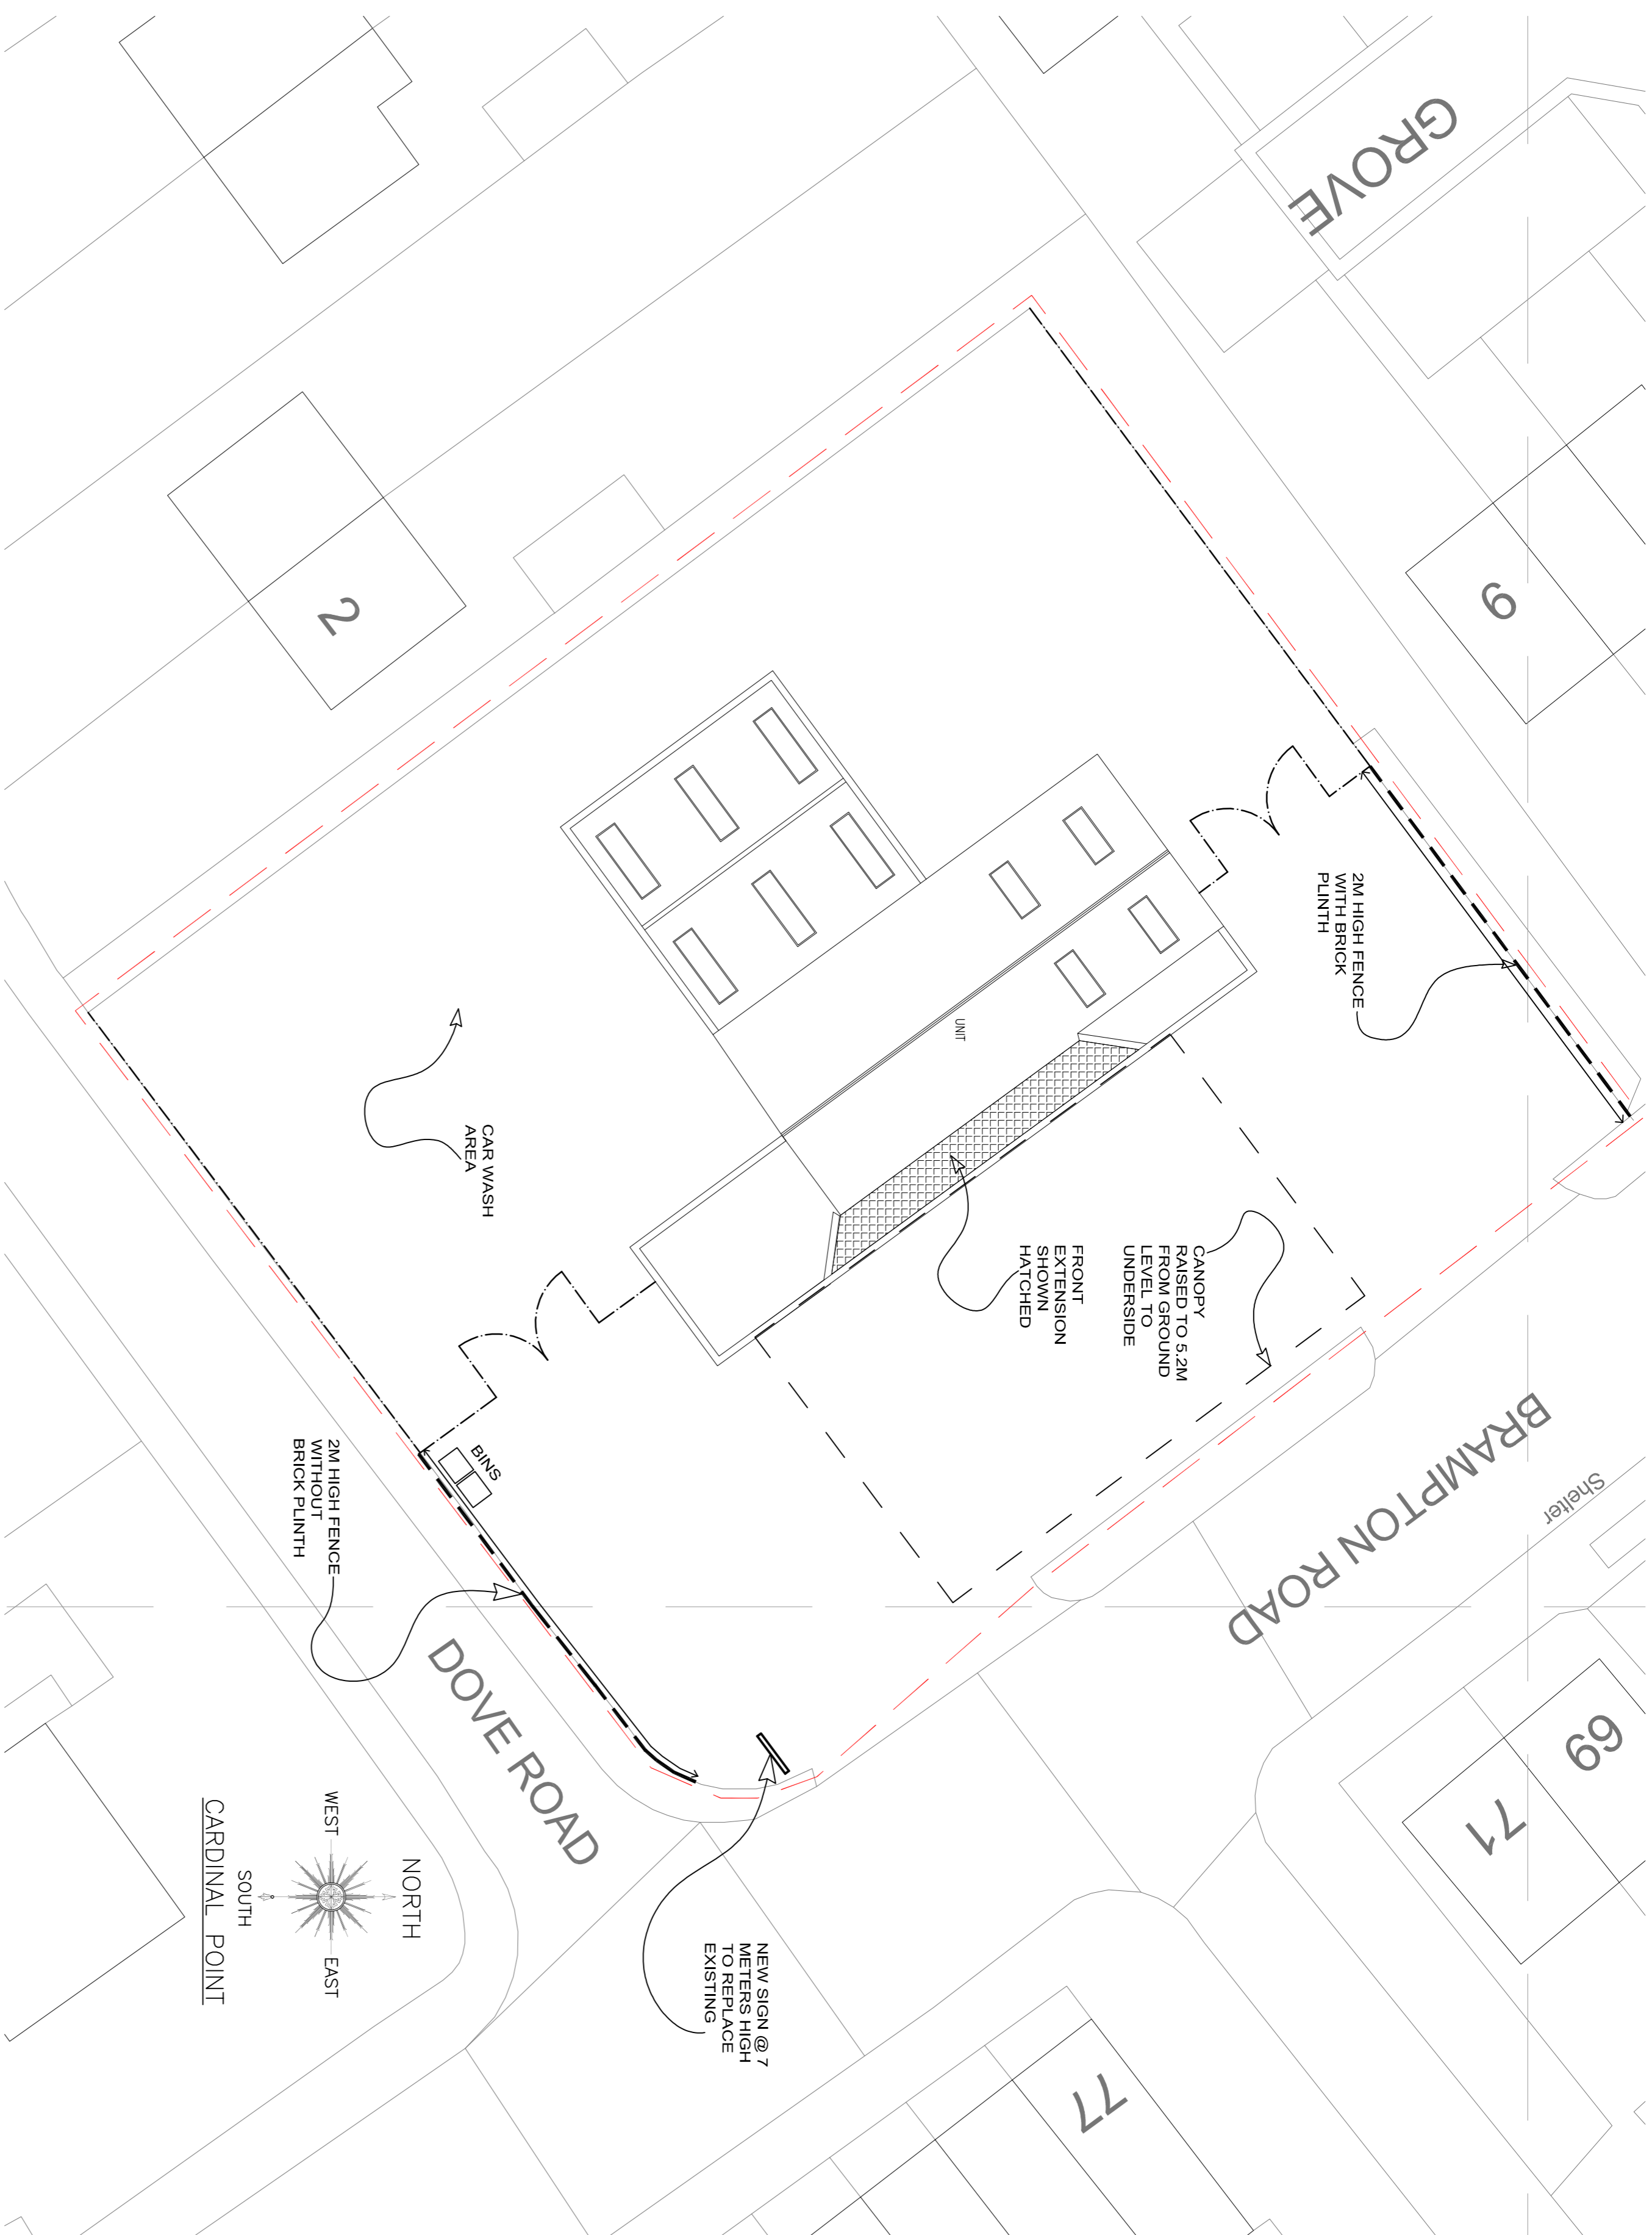 GROVE
9
2
2M HIGH FENCE
WITH BRICK
PLINTH
UNIT
CAR WASH
AREA
CANOPY
RAISED TO 5.2M
FROM GROUND
LEVEL TO
UNDERSIDE
FRONT
EXTENSION
SHOWN
HATCHED
BRAMPTON ROAD
Shelter
BINS
2M HIGH FENCE
WITHOUT
BRICK PLINTH
DOVE ROAD
69
71
77
NEW SIGN @ 7
METERS HIGH
TO REPLACE
EXISTING
NORTH
WEST
EAST
SOUTH
CARDINAL POINT